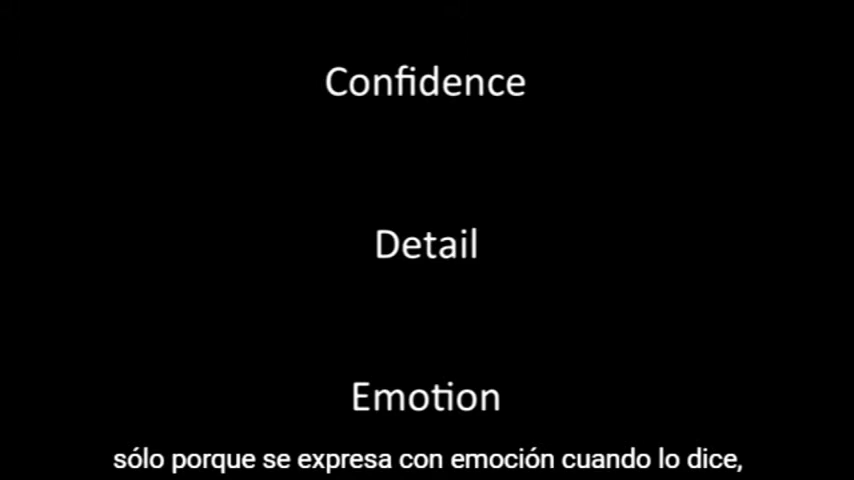 Confidence
Detail
Emotion
sólo porque se expresa con emoción cuando lo dice,